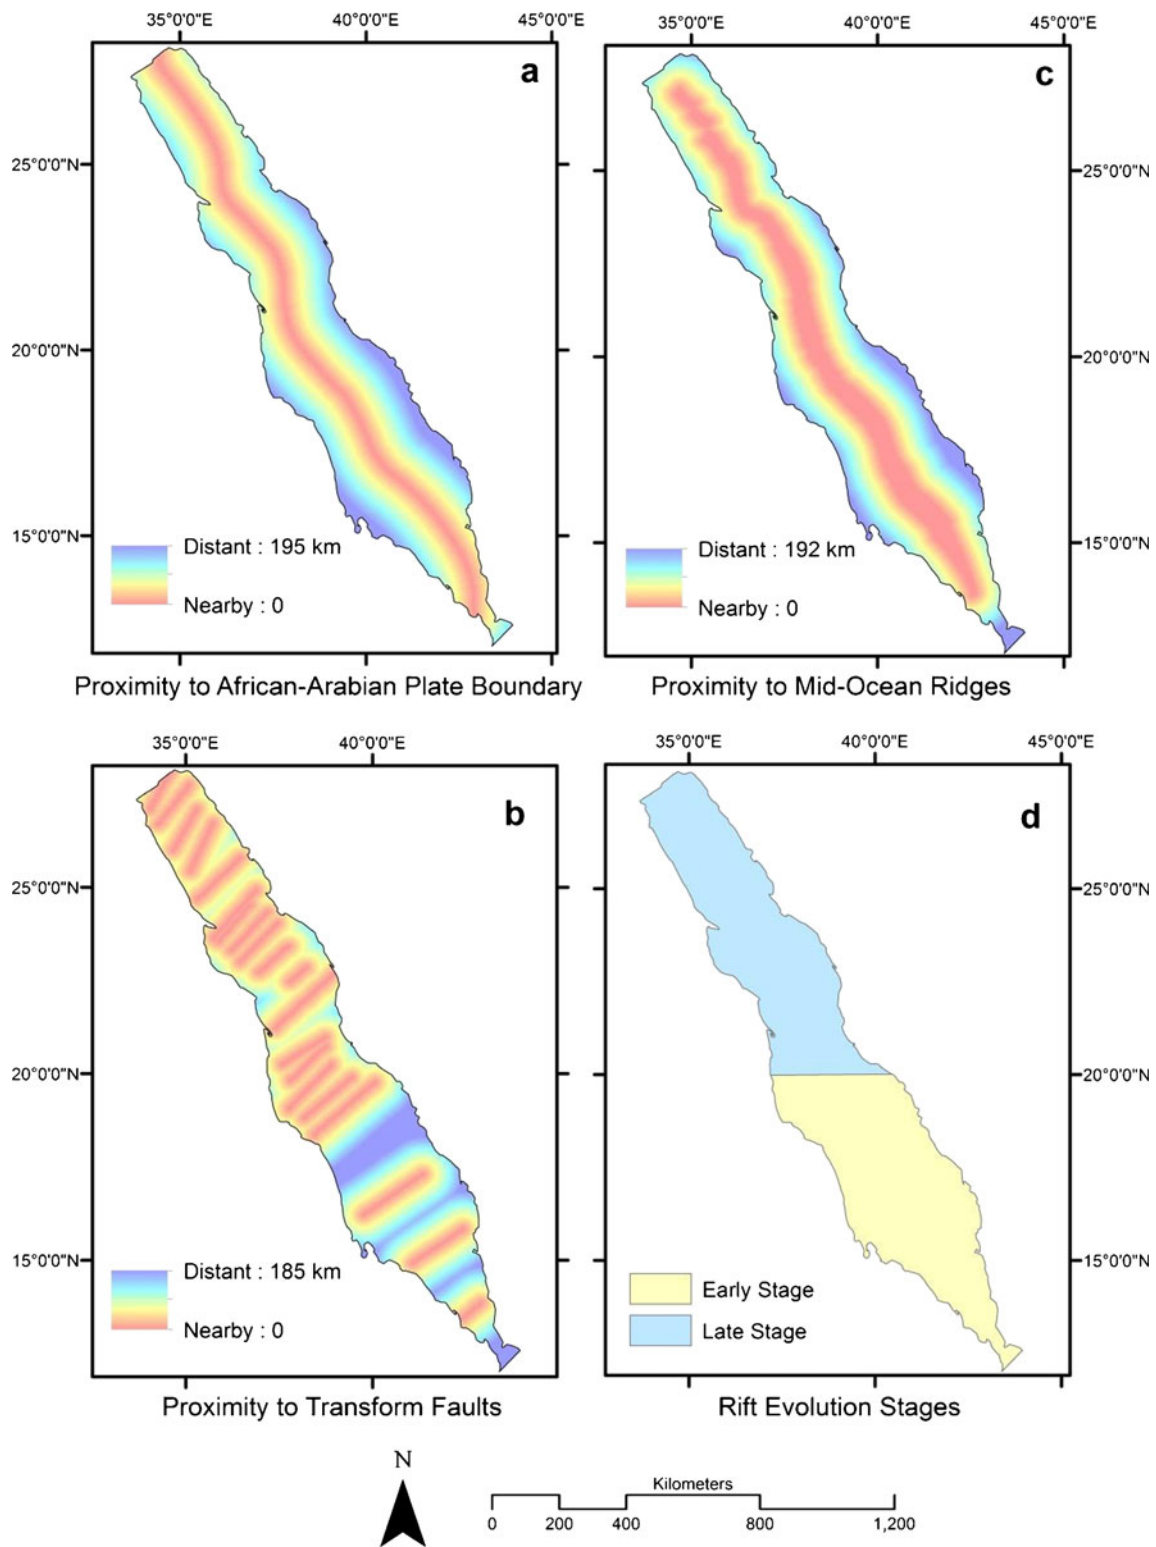 35°0'0"E 40°0'0"E 45°0'0"E
a
25°0'0"N
20°0'0"N
15°0'0"N
Distant : 195 km
Nearby : 0
Proximity to African-Arabian Plate Boundary
35°0'0"E 40°0'0"E 45°0'0"E
c
25°0'0"N
20°0'0"N
15°0'0"N
Distant : 192 km
Nearby : 0
Proximity to Mid-Ocean Ridges
35°0'0"E 40°0'0"E
b
25°0'0"N
20°0'0"N
15°0'0"N
Distant : 185 km
Nearby : 0
Proximity to Transform Faults
35°0'0"E 40°0'0"E 45°0'0"E
d
25°0'0"N
20°0'0"N
15°0'0"N
Early Stage
Late Stage
Rift Evolution Stages
N
Kilometers
0 200 400 800 1,200